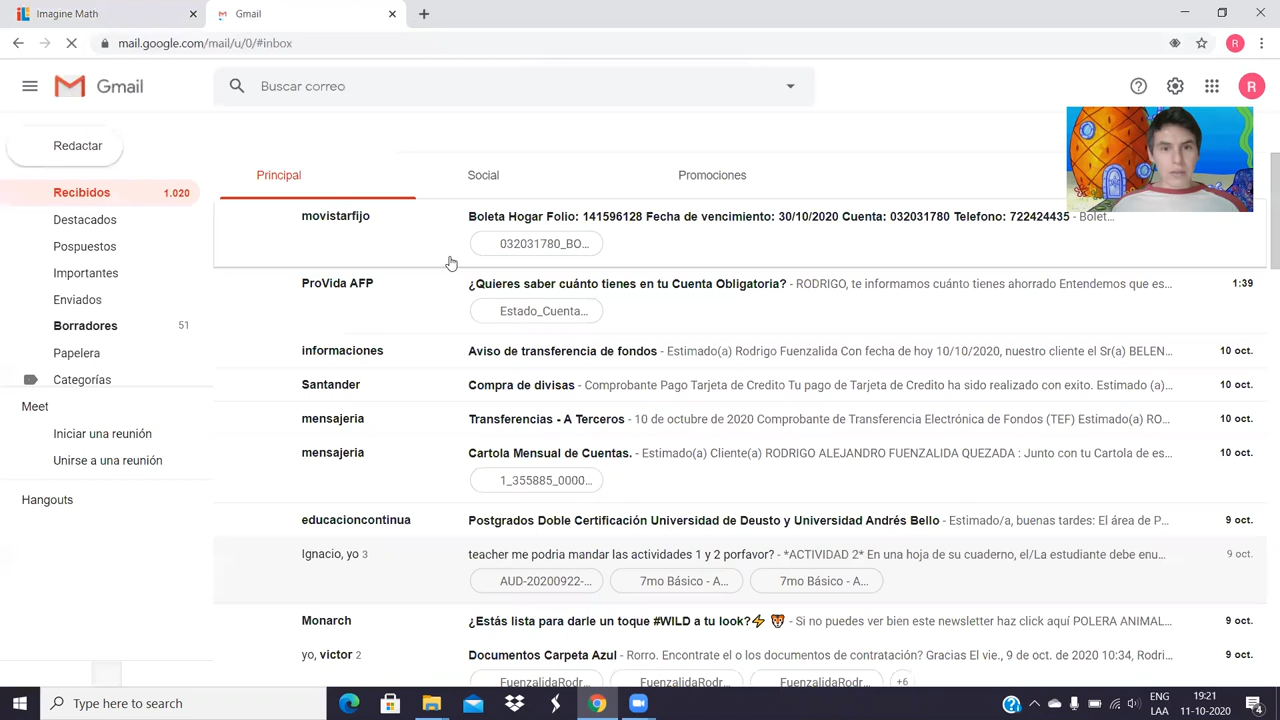 Imagine Math
Gmail
mail.google.com/mail/u/0/#inbox
R
Gmail
Buscar correo
R
Redactar
Recibidos 1.020
Destacados
Pospuestos
Importantes
Enviados
Borradores 51
Papelera
Categorías
Meet
Iniciar una reunión
Unirse a una reunión
Hangouts
Principal Social Promociones
movistarfijo Boleta Hogar Folio: 141596128 Fecha de vencimiento: 30/10/2020 Cuenta: 032031780 Telefono: 722424435 - Bolet...
032031780_BO...
ProVida AFP ¿Quieres saber cuánto tienes en tu Cuenta Obligatoria? - RODRIGO, te informamos cuánto tienes ahorrado Entendemos que es... 1:39
Estado_Cuenta...
informaciones Aviso de transferencia de fondos - Estimado(a) Rodrigo Fuenzalida Con fecha de hoy 10/10/2020, nuestro cliente el Sr(a) BELEN... 10 oct.
Santander Compra de divisas - Comprobante Pago Tarjeta de Credito Tu pago de Tarjeta de Credito ha sido realizado con exito. Estimado (a)... 10 oct.
mensajeria Transferencias - A Terceros - 10 de octubre de 2020 Comprobante de Transferencia Electrónica de Fondos (TEF) Estimado(a) RO... 10 oct.
mensajeria Cartola Mensual de Cuentas. - Estimado(a) Cliente(a) RODRIGO ALEJANDRO FUENZALIDA QUEZADA : Junto con tu Cartola de es... 10 oct.
1_355885_0000...
educacioncontinua Postgrados Doble Certificación Universidad de Deusto y Universidad Andrés Bello - Estimado/a, buenas tardes: El área de P... 9 oct.
Ignacio, yo 3 teacher me podria mandar las actividades 1 y 2 porfavor? - *ACTIVIDAD 2* En una hoja de su cuaderno, el/La estudiante debe enu... 9 oct.
AUD-20200922-... 7mo Básico - A... 7mo Básico - A...
Monarch ¿Estás lista para darle un toque #WILD a tu look?⚡ 🐯 - Si no puedes ver bien este newsletter haz click aquí POLERA ANIMAL... 9 oct.
yo, victor 2 Documentos Carpeta Azul - Rorro. Encontrate el o los documentos de contratación? Gracias El vie., 9 de oct. de 2020 10:34, Rodri... 9 oct.
FuenzalidaRodr... FuenzalidaRodr... FuenzalidaRodr... +6
Type here to search
ENG
LAA
19:21
11-10-2020
4